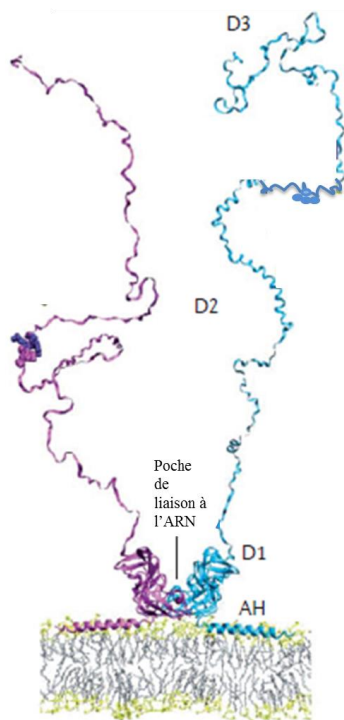 D3
D2
Poche
de
liaison à
l’ARN
D1
AH